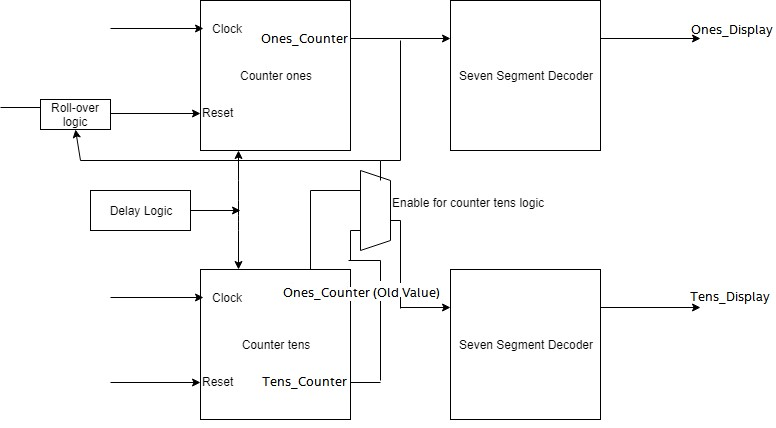 Clock
Ones_Counter
Counter ones
Reset
Seven Segment Decoder
Ones_Display
Roll-over
logic
Delay Logic
Enable for counter tens logic
Clock
Ones_Counter (Old Value)
Counter tens
Reset
Tens_Counter
Seven Segment Decoder
Tens_Display